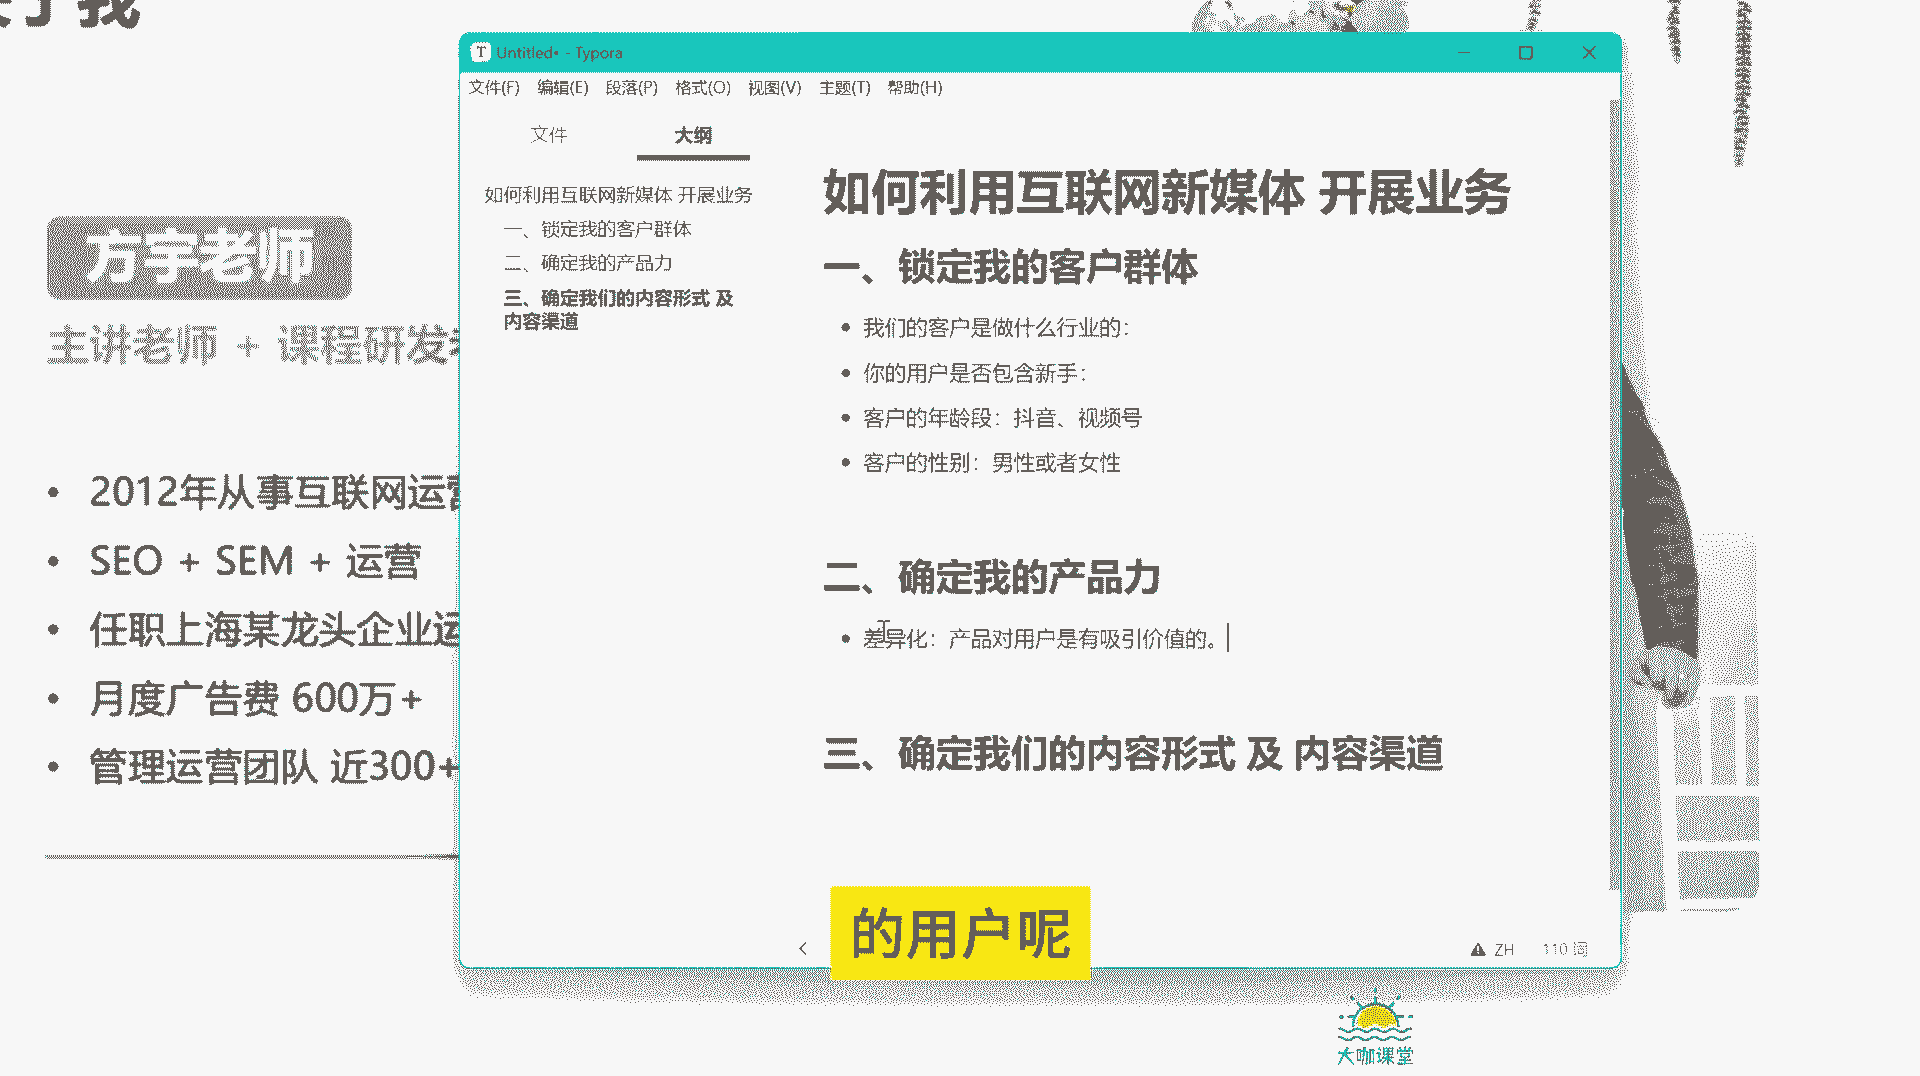 我
方宇老师
主讲老师 + 课程研发
2012年从事互联网运营
SEO + SEM + 运营
任职上海某龙头企业运
月度广告费 600万+
管理运营团队 近300+
Untitled• - Typora
文件(F) 编辑(E) 段落(P) 格式(O) 视图(V) 主题(T) 帮助(H)
文件 大纲
如何利用互联网新媒体 开展业务
一、锁定我的客户群体
二、确定我的产品力
三、确定我们的内容形式 及
内容渠道
如何利用互联网新媒体 开展业务
一、锁定我的客户群体
我们的客户是做什么行业的：
你的用户是否包含新手：
客户的年龄段：抖音、视频号
客户的性别：男性或者女性
二、确定我的产品力
差异化：产品对用户是有吸引价值的。
三、确定我们的内容形式 及 内容渠道
的用户呢
ZH 110 词
大咖课堂